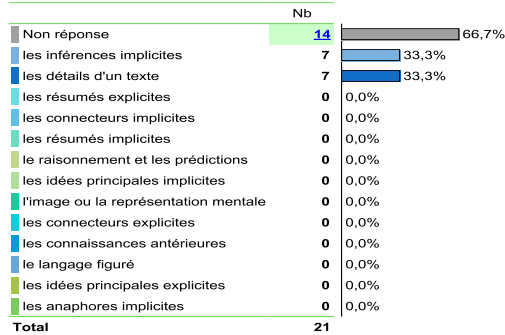 Nb
Non réponse 14 66,7%
les inférences implicites 7 33,3%
les détails d'un texte 7 33,3%
les résumés explicites 0 0,0%
les connecteurs implicites 0 0,0%
les résumés implicites 0 0,0%
le raisonnement et les prédictions 0 0,0%
les idées principales implicites 0 0,0%
l'image ou la représentation mentale 0 0,0%
les connecteurs explicites 0 0,0%
les connaissances antérieures 0 0,0%
le langage figuré 0 0,0%
les idées principales explicites 0 0,0%
les anaphores implicites 0 0,0%
Total 21